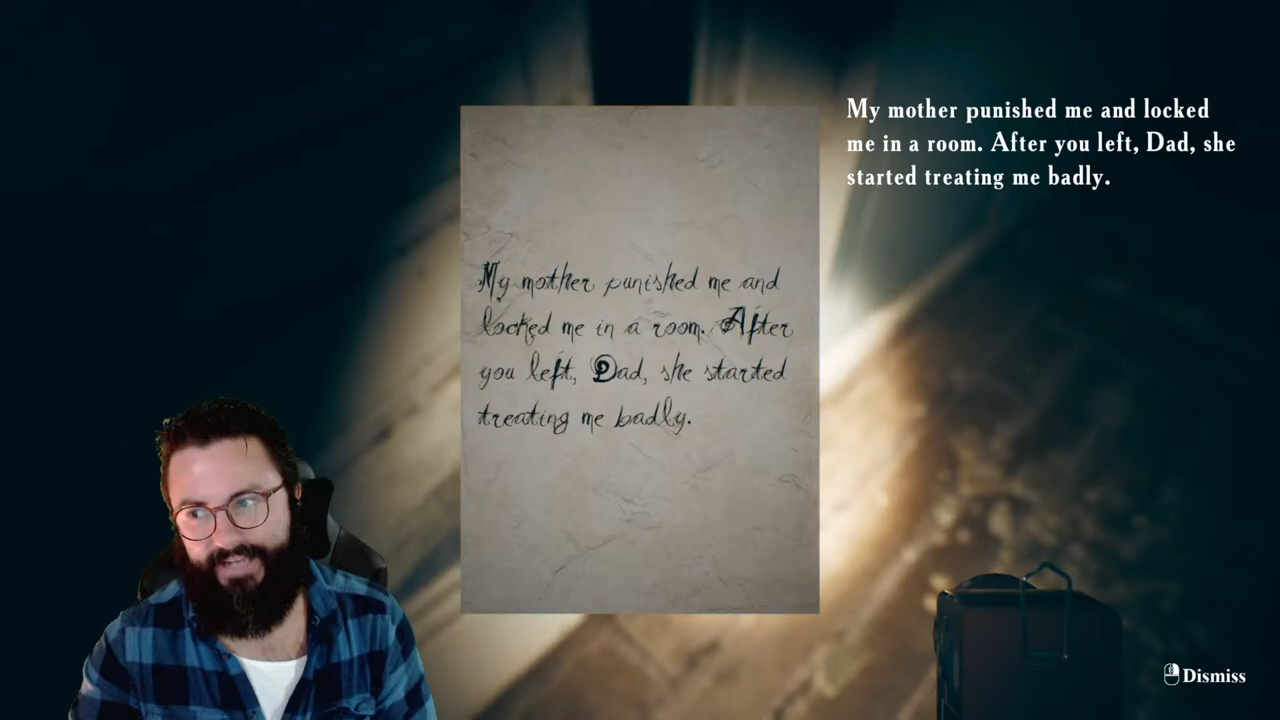 My mother punished me and locked
me in a room. After you left, Dad, she
started treating me badly.
My mother punished me and
locked me in a room. After
you left, Dad, she started
treating me badly.
Dismiss